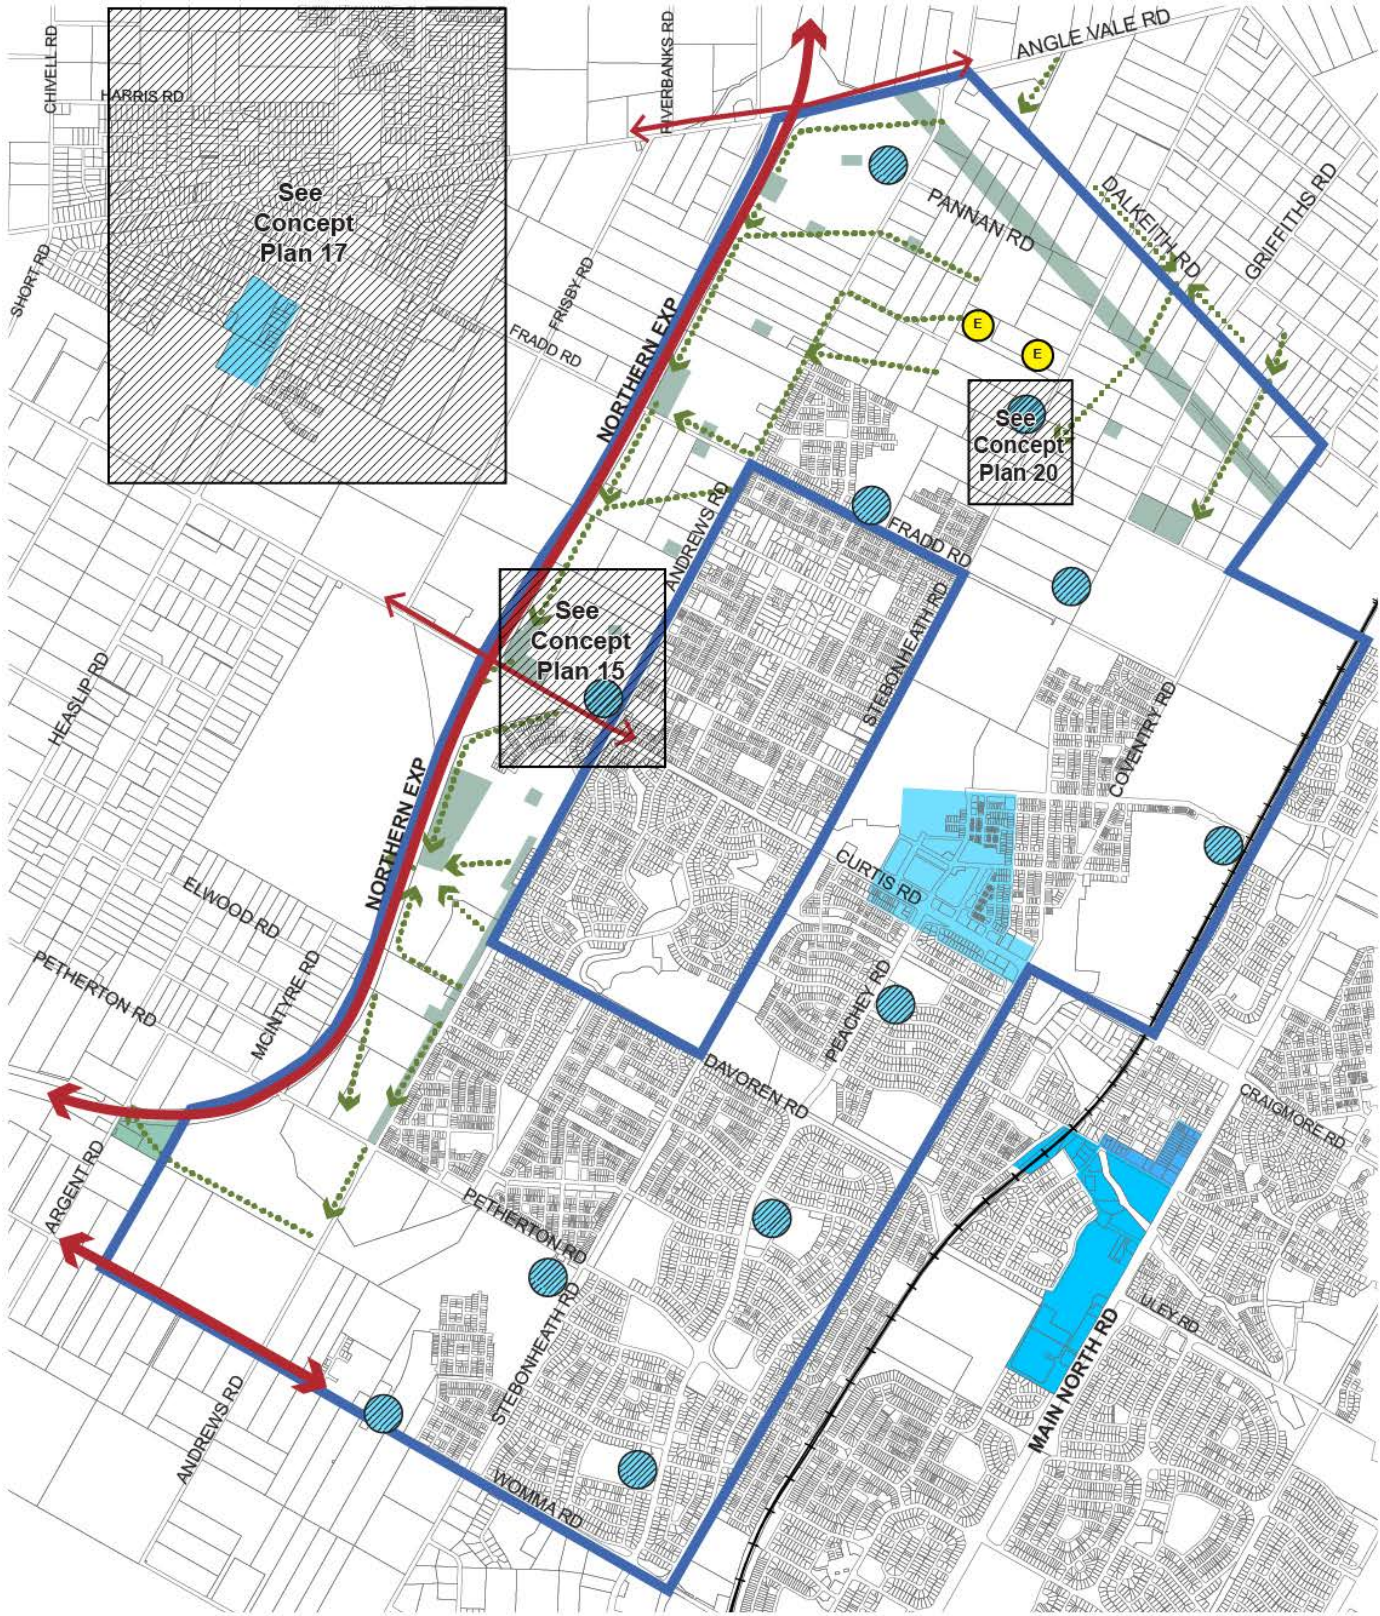 CHIVELL RD
HARRIS RD
RIVERBANKS RD
ANGLE VALE RD
See
Concept
Plan 17
SHORT RD
FRISBY RD
FRADD RD
NORTHERN EXP
PANNAN RD
DALKEITH RD
GRIFFITHS RD
E
E
See
Concept
Plan 20
ANDREWS RD
FRADD RD
See
Concept
Plan 15
STEBONHEATH RD
HEASLIP RD
COVENTRY RD
NORTHERN EXP
CURTIS RD
ELWOOD RD
PETHERTON RD
MCINTYRE RD
PEACHEY RD
DAVOREN RD
CRAIGMORE RD
ARGENT RD
PETHERTON RD
STEBONHEATH RD
ULEY RD
MAIN NORTH RD
ANDREWS RD
WOMMA RD